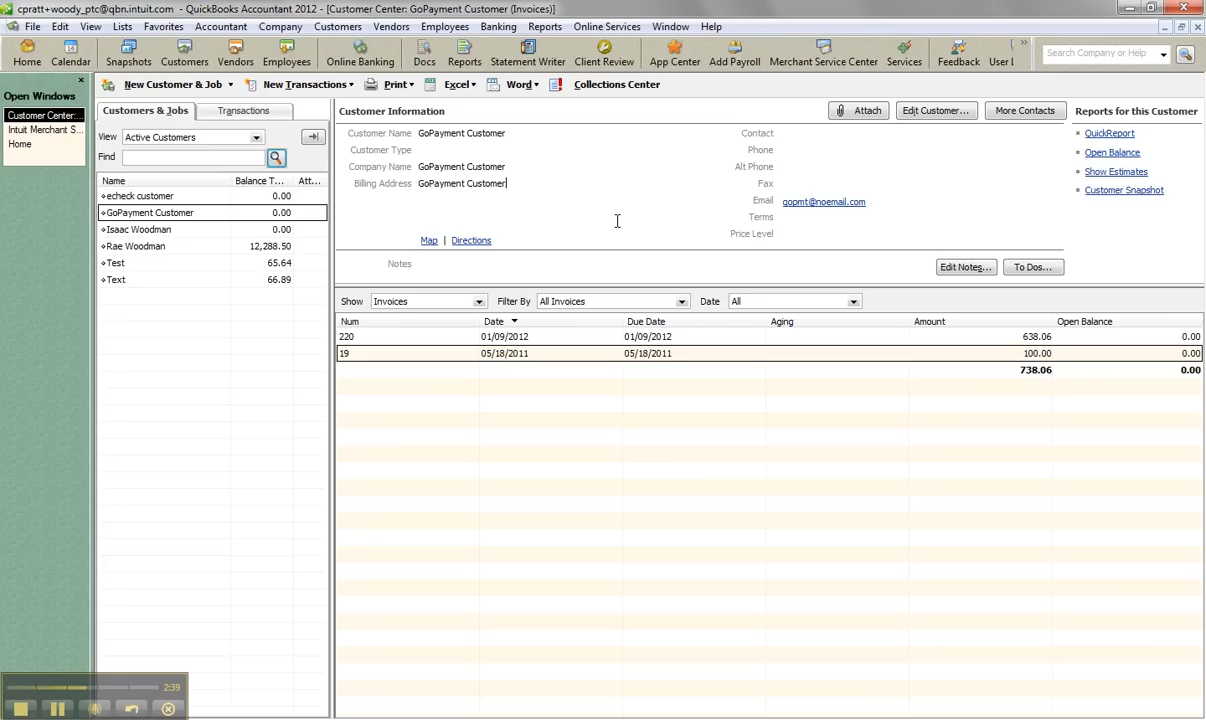 cpratt+woody_ptc@qbn.intuit.com - QuickBooks Accountant 2012 - [Customer Center: GoPayment Customer (Invoices)]
File Edit View Lists Favorites Accountant Company Customers Vendors Employees Banking Reports Online Services Window Help
Home Calendar Snapshots Customers Vendors Employees Online Banking Docs Reports Statement Writer Client Review App Center Add Payroll Merchant Service Center Services Feedback User L
Search Company or Help
New Customer & Job New Transactions Print Excel Word Collections Center
Open Windows
Customer Center:...
Intuit Merchant S...
Home
Customers & Jobs Transactions
View Active Customers
Find
Name Balance T... Att...
echeck customer 0.00
GoPayment Customer 0.00
Isaac Woodman 0.00
Rae Woodman 12,288.50
Test 65.64
Text 66.89
Customer Information
Attach Edit Customer... More Contacts
Customer Name GoPayment Customer
Customer Type
Company Name GoPayment Customer
Billing Address GoPayment Customer
Map | Directions
Contact
Phone
Alt Phone
Fax
Email gopmt@noemail.com
Terms
Price Level
Notes
Edit Notes... To Dos...
Reports for this Customer
QuickReport
Open Balance
Show Estimates
Customer Snapshot
Show Invoices Filter By All Invoices Date All
Num Date Due Date Aging Amount Open Balance
220 01/09/2012 01/09/2012 638.06 0.00
19 05/18/2011 05/18/2011 100.00 0.00
738.06 0.00
2:39